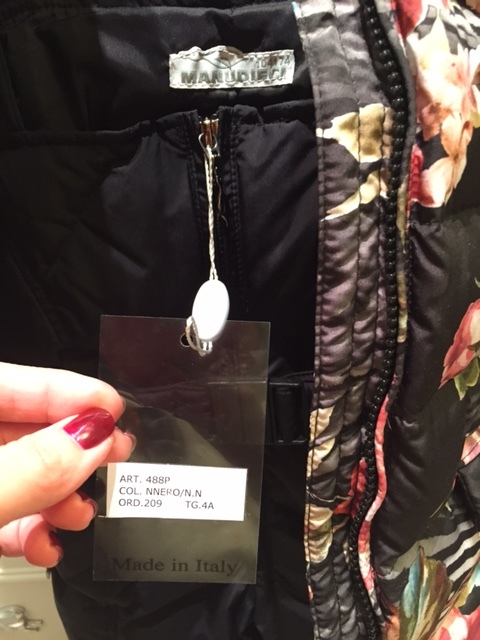 MANUDIECI
ART. 488P
COL. NNERO/N.N
ORD.209 TG.4A
Made in Italy